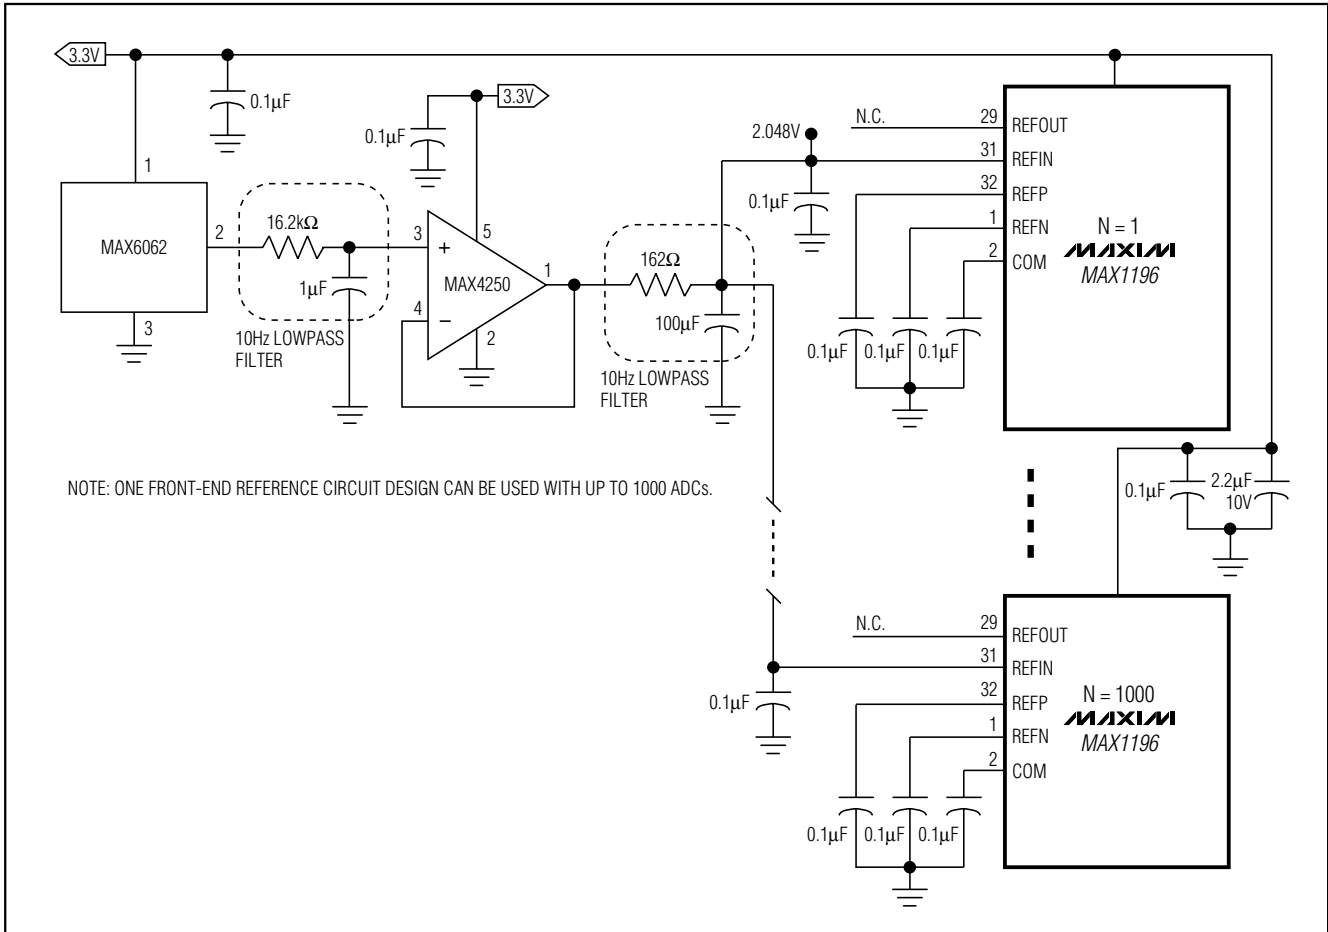 3.3V
0.1µF
3.3V
0.1µF
1
MAX6062
2
3
16.2kΩ
1µF
10Hz LOWPASS
FILTER
3
4
5
MAX4250
1
2
162Ω
100µF
10Hz LOWPASS
FILTER
2.048V
0.1µF
N.C.
29
REFOUT
31
REFIN
32
REFP
1
REFN
2
COM
N = 1
MAXIM
MAX1196
0.1µF
0.1µF
0.1µF
NOTE: ONE FRONT-END REFERENCE CIRCUIT DESIGN CAN BE USED WITH UP TO 1000 ADCs.
0.1µF
2.2µF
10V
N.C.
29
REFOUT
31
REFIN
32
REFP
1
REFN
2
COM
N = 1000
MAXIM
MAX1196
0.1µF
0.1µF
0.1µF
0.1µF